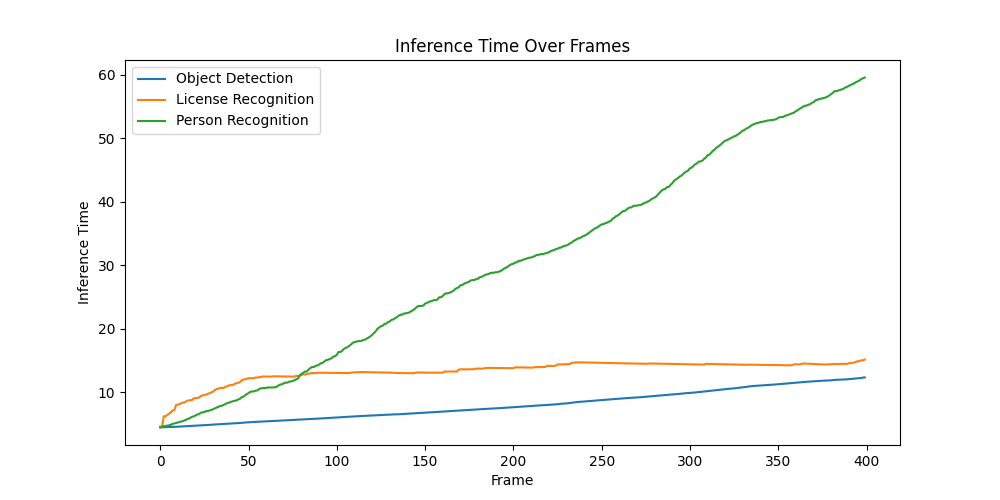 Inference Time Over Frames
Object Detection
License Recognition
Person Recognition
Inference Time
60
50
40
30
20
10
0 50 100 150 200 250 300 350 400
Frame